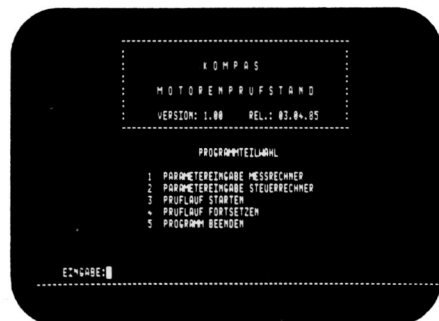 K O M P A S
M O T O R E N P R U F S T A N D
VERSION: 1.00 REL.: 03.04.85
PROGRAMMTEILWAHL
1 PARAMETEREINGABE MESSRECHNER
2 PARAMETEREINGABE STEUERRECHNER
3 PRUFLAUF STARTEN
4 PRUFLAUF FORTSETZEN
5 PROGRAMM BEENDEN
EINGABE: